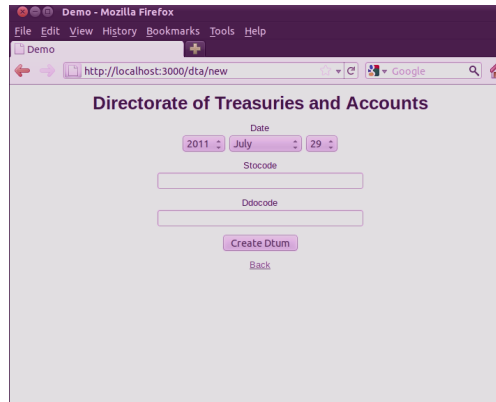 Demo - Mozilla Firefox
File Edit View History Bookmarks Tools Help
Demo
http://localhost:3000/dta/new Google
Directorate of Treasuries and Accounts
Date
2011 July 29
Stocode
Ddocode
Create Dtum
Back